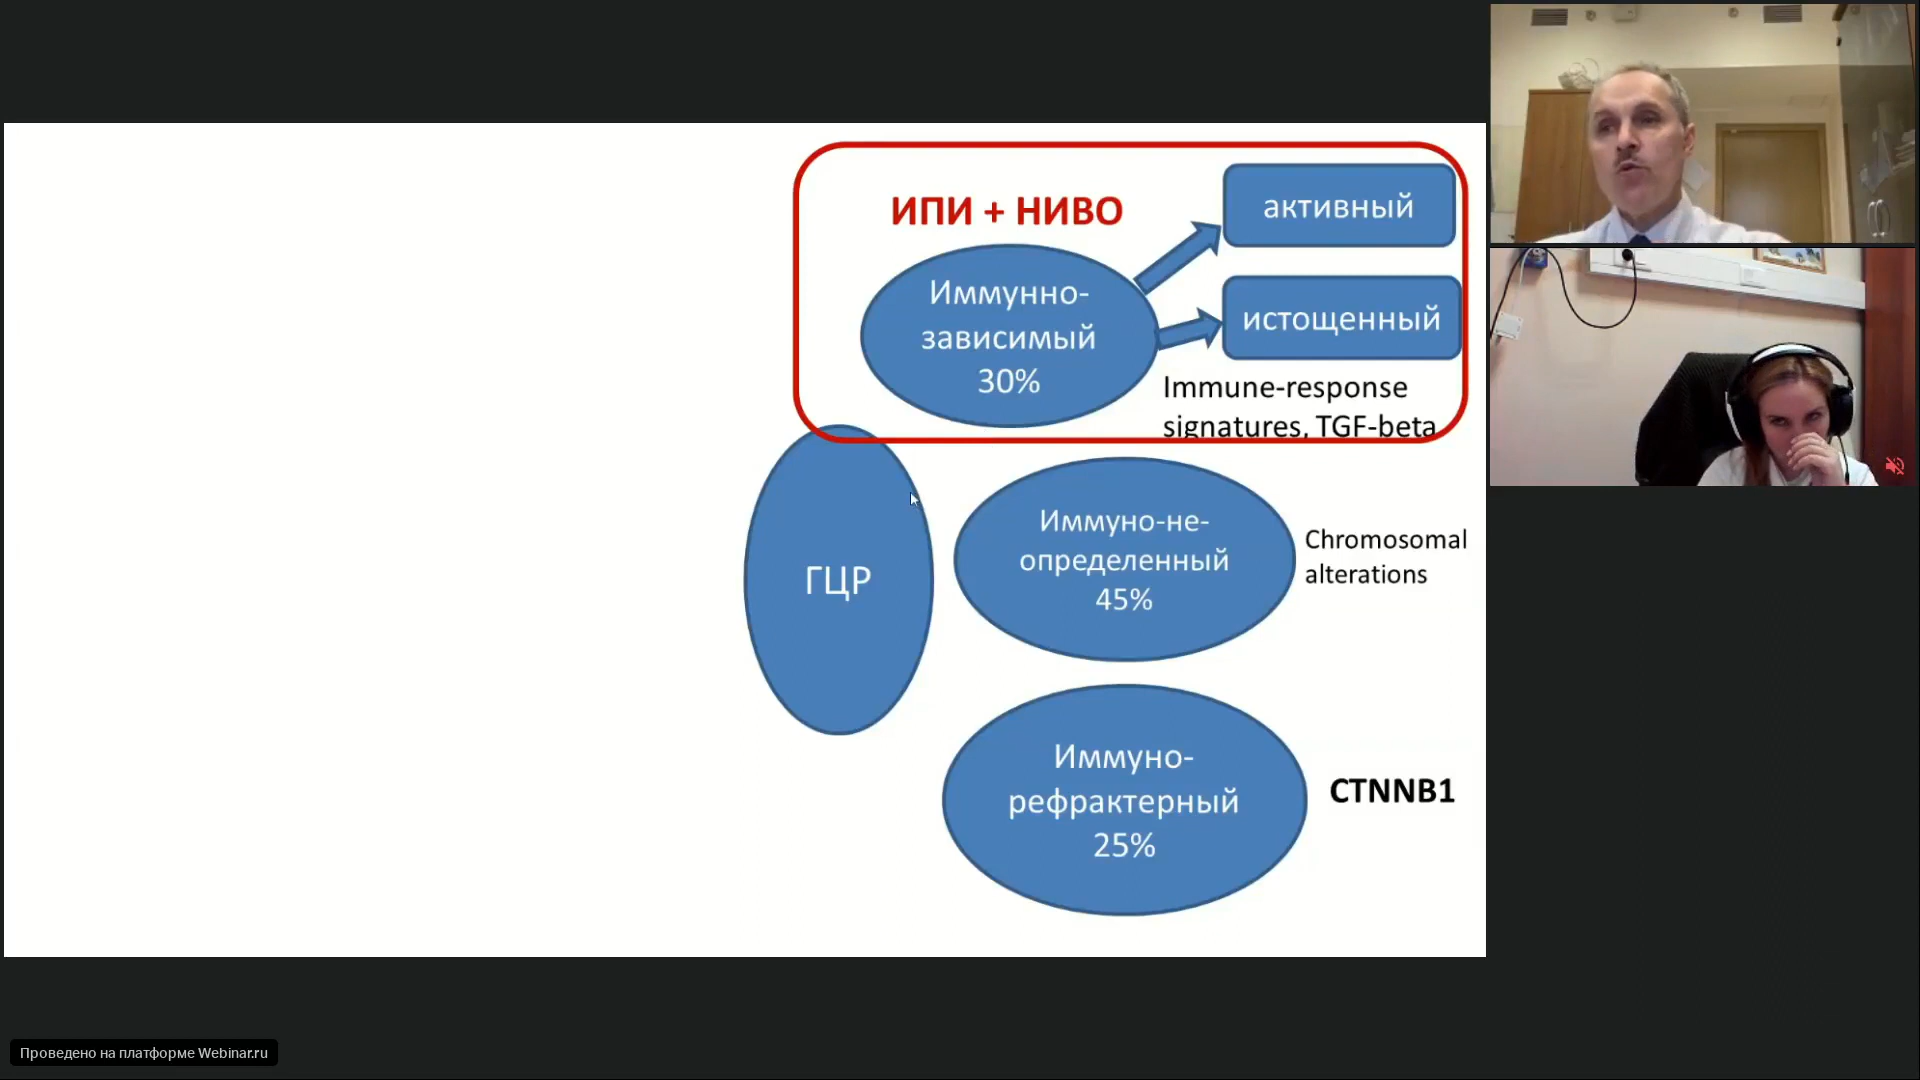 ИПИ + НИВО
активный
Иммунно-
зависимый
30%
истощенный
Immune-response
signatures, TGF-beta
ГЦР
Иммуно-не-
определенный
45%
Chromosomal
alterations
Иммуно-
рефрактерный
25%
CTNNB1
Проведено на платформе Webinar.ru